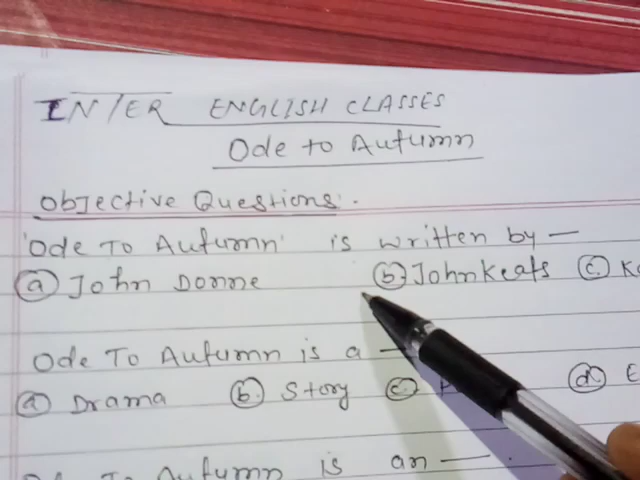 INTER ENGLISH CLASSES
Ode to Autumn
Objective Questions.
'Ode To Autumn' is written by —
(a) John Donne (b) John Keats (c)
Ode To Autumn is a —
(a) Drama (b) Story (c) (d)
To Autumn is an —